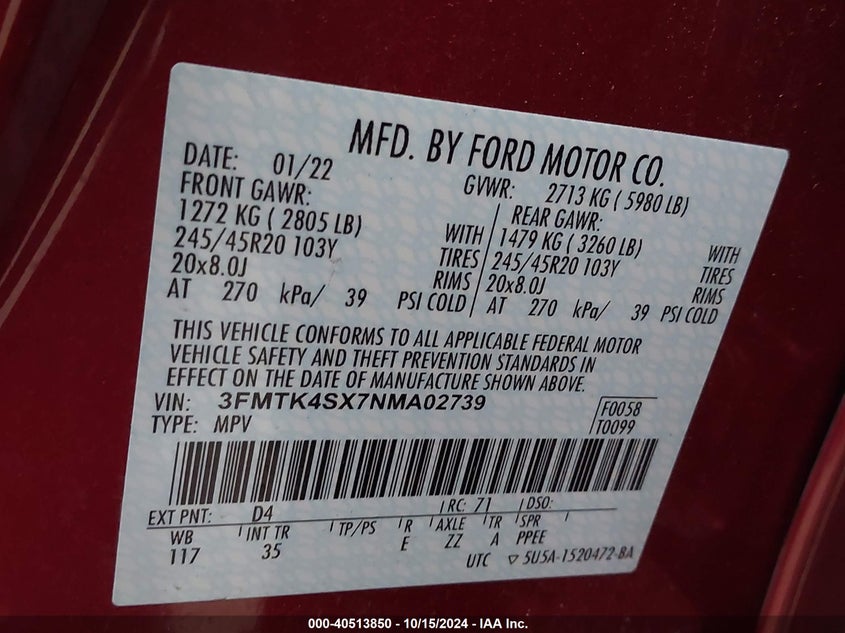 MFD. BY FORD MOTOR CO.
DATE: 01/22 GVWR: 2713 KG ( 5980 LB)
FRONT GAWR: REAR GAWR:
1272 KG ( 2805 LB) WITH 1479 KG ( 3260 LB) WITH
245/45R20 103Y TIRES 245/45R20 103Y TIRES
20x8.0J RIMS 20x8.0J RIMS
AT 270 kPa/ 39 PSI COLD AT 270 kPa/ 39 PSI COLD
THIS VEHICLE CONFORMS TO ALL APPLICABLE FEDERAL MOTOR
VEHICLE SAFETY AND THEFT PREVENTION STANDARDS IN
EFFECT ON THE DATE OF MANUFACTURE SHOWN ABOVE.
VIN: 3FMTK4SX7NMA02739 F0058
TYPE: MPV T0099
EXT PNT: D4 RC: 71 DSO:
WB INT TR TP/PS R AXLE TR SPR
117 35 E ZZ A PPEE
UTC ▽ 5U5A-1520472-BA
000-40513850 - 10/15/2024 - IAA Inc.